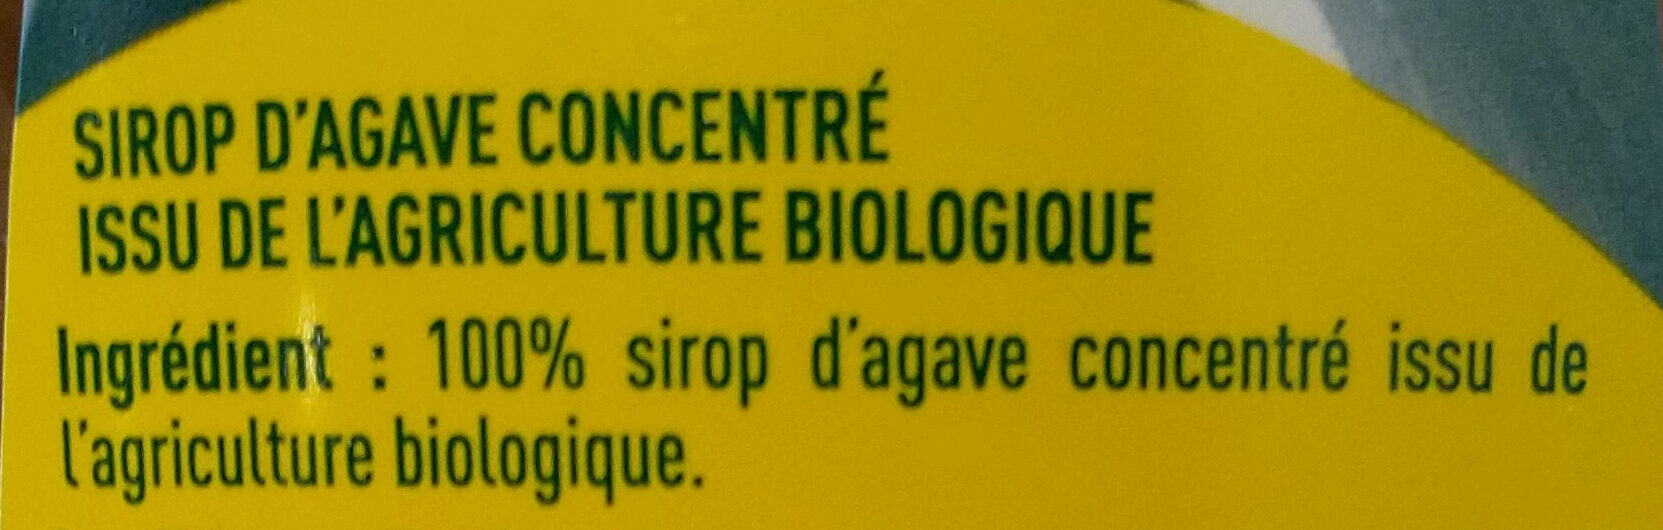 SIROP D'AGAVE CONCENTRÉ
ISSU DE L'AGRICULTURE BIOLOGIQUE
Ingrédient : 100% sirop d'agave concentré issu de
l'agriculture biologique.